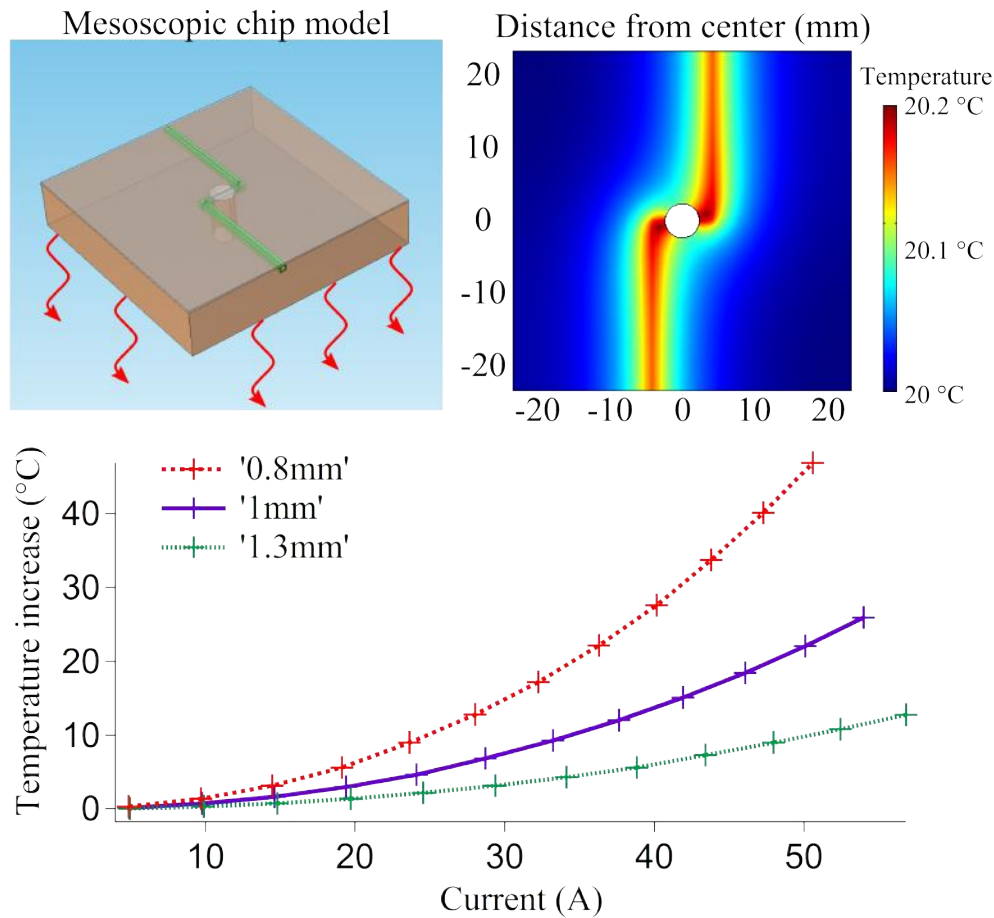 Mesoscopic chip model
Distance from center (mm)
20
10
0
-10
-20
-20 -10 0 10 20
Temperature
20.2 °C
20.1 °C
20 °C
Temperature increase (°C)
40
30
20
10
0
'0.8mm'
'1mm'
'1.3mm'
10 20 30 40 50
Current (A)